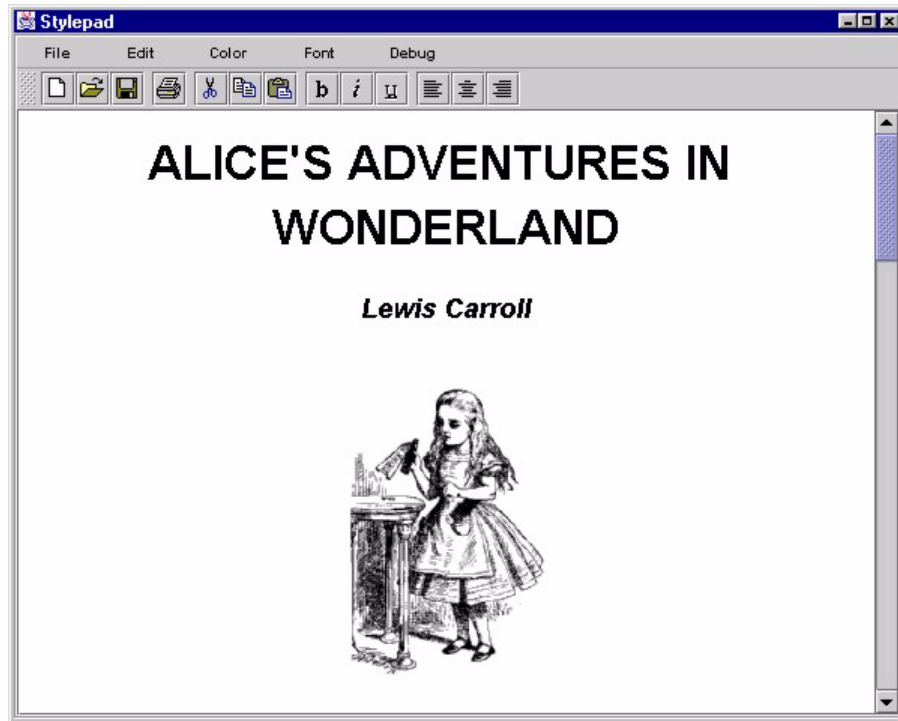 Stylepad
File Edit Color Font Debug
b i u
ALICE'S ADVENTURES IN
WONDERLAND
Lewis Carroll